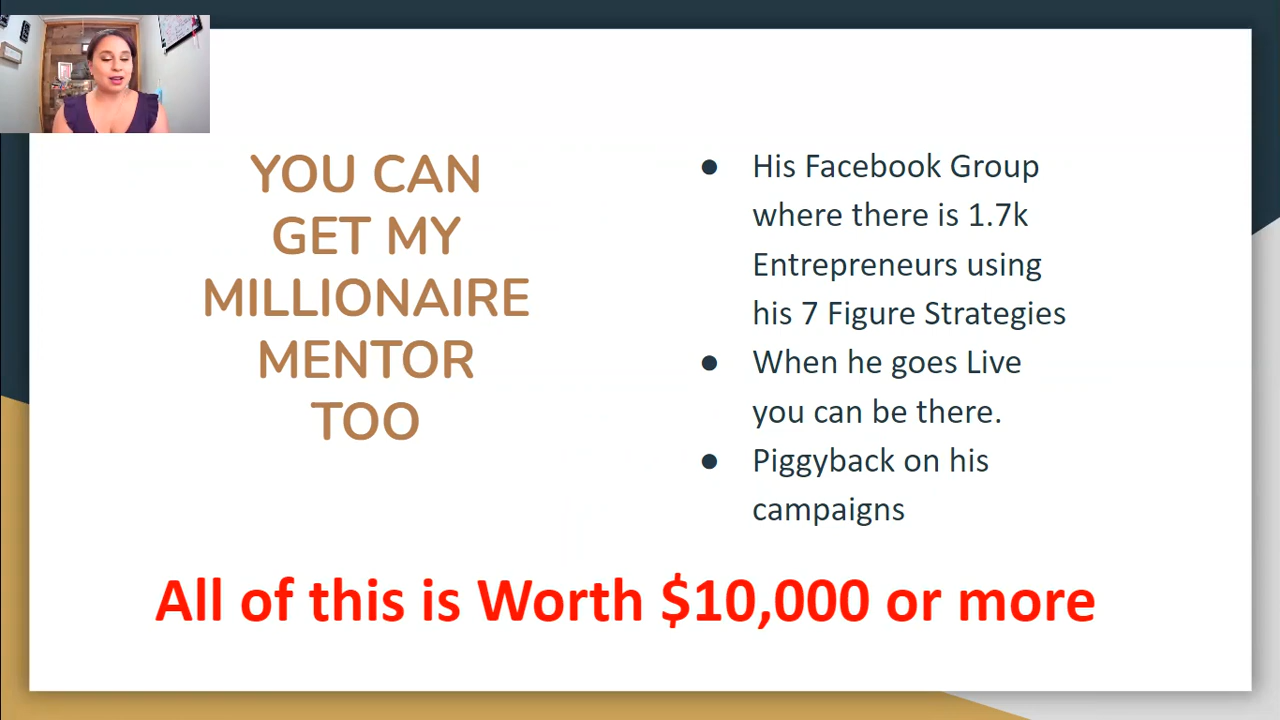 YOU CAN
GET MY
MILLIONAIRE
MENTOR
TOO
● His Facebook Group
where there is 1.7k
Entrepreneurs using
his 7 Figure Strategies
● When he goes Live
you can be there.
● Piggyback on his
campaigns
All of this is Worth $10,000 or more